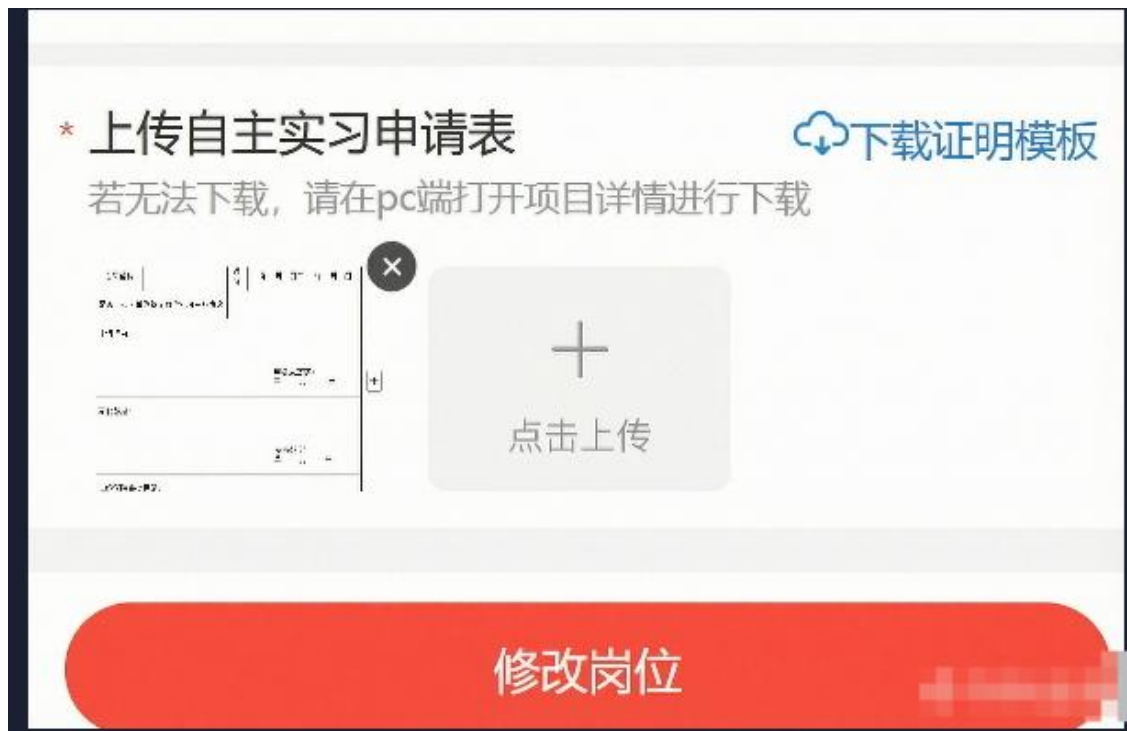 * 上传自主实习申请表
下载证明模板
若无法下载，请在pc端打开项目详情进行下载
点击上传
修改岗位